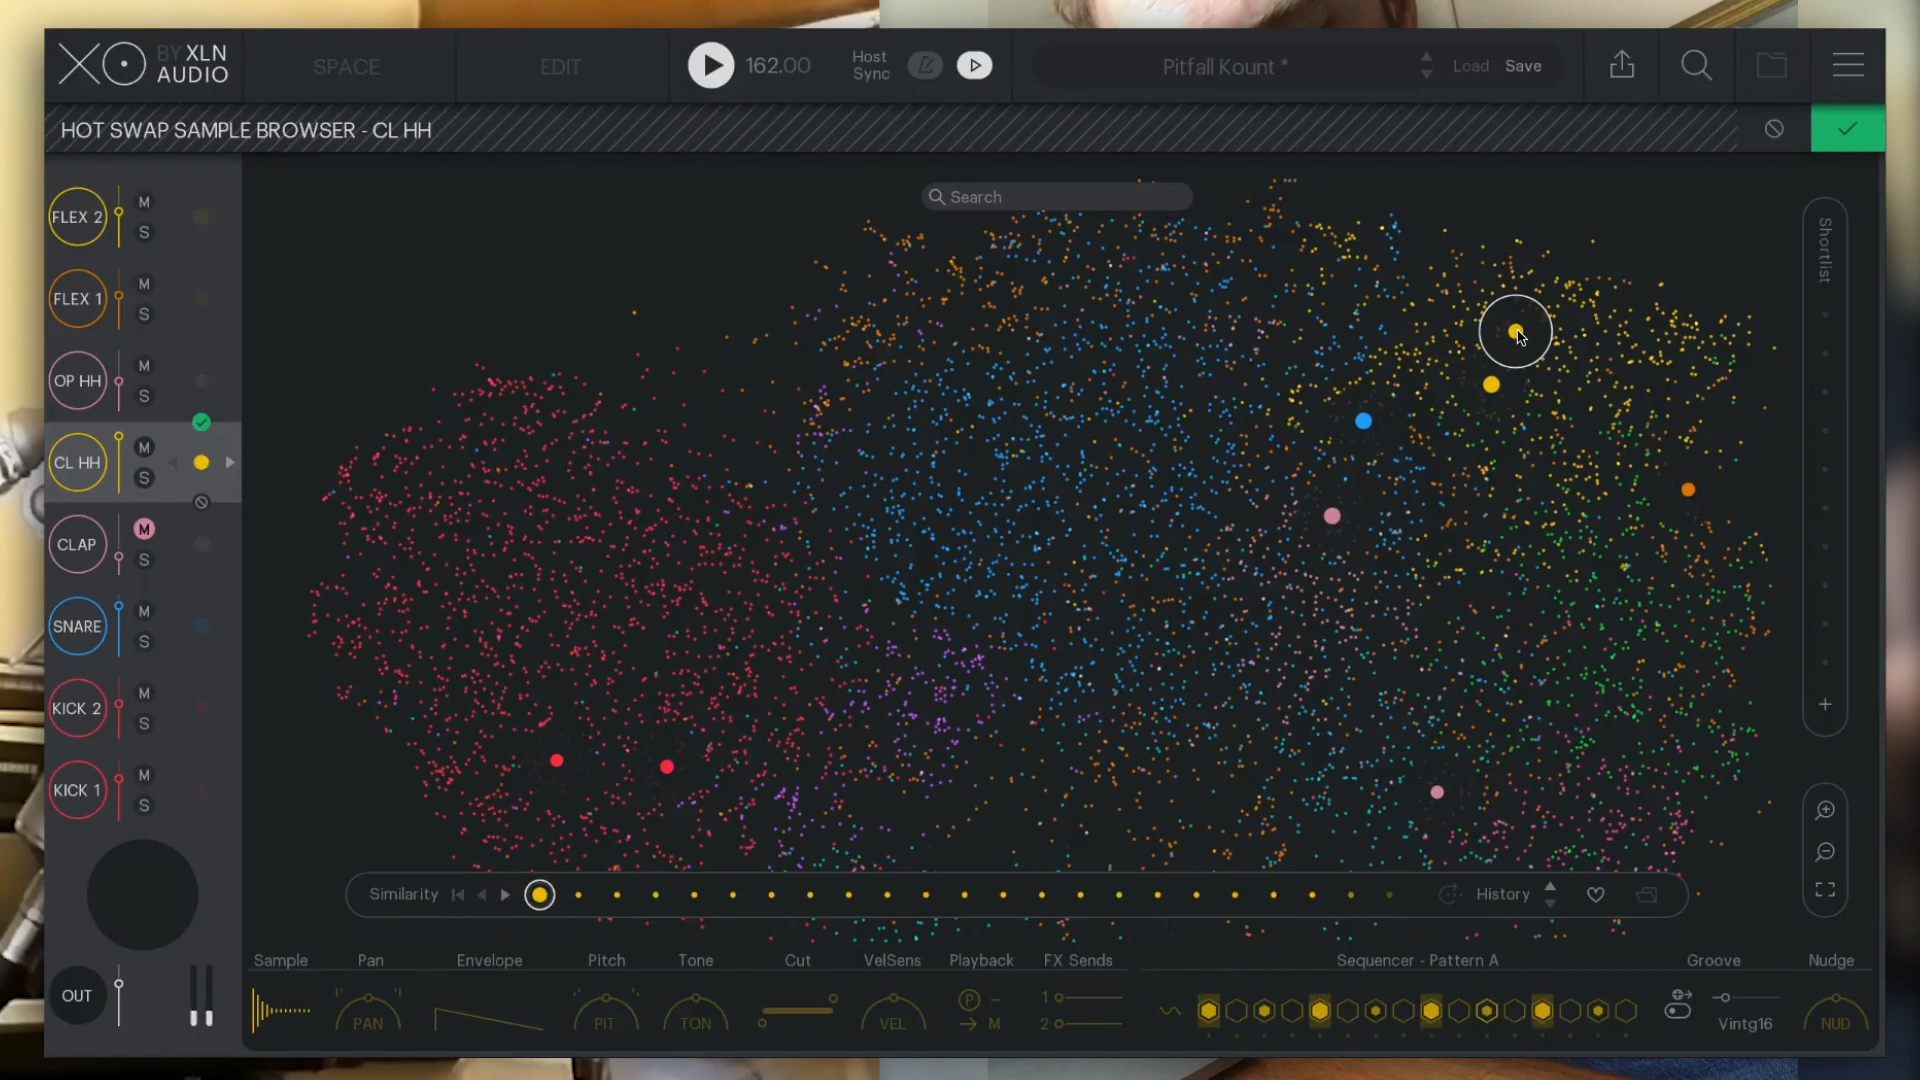 XO BY XLN AUDIO
SPACE
EDIT
162.00
Host Sync
Pitfall Kount *
Load
Save
HOT SWAP SAMPLE BROWSER - CL HH
Search
Shortlist
FLEX 2
M
S
FLEX 1
M
S
OP HH
M
S
CL HH
M
S
CLAP
M
S
SNARE
M
S
KICK 2
M
S
KICK 1
M
S
OUT
Similarity
History
Sample
Pan
Envelope
Pitch
Tone
Cut
VelSens
Playback
FX Sends
Sequencer - Pattern A
Groove
Nudge
PAN
PIT
TON
VEL
P –
M
1
2
Vintg16
NUD